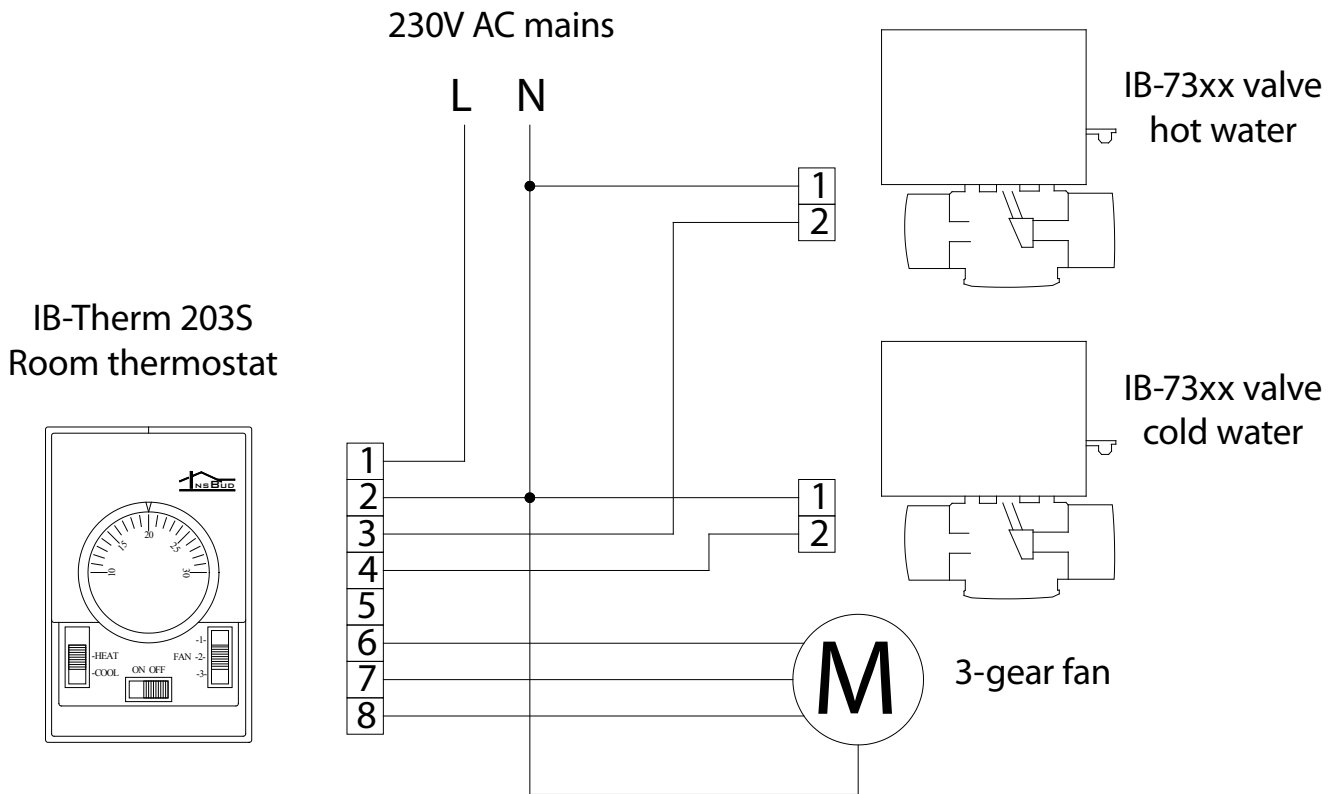 230V AC mains
L N
IB-73xx valve
hot water
1
2
IB-Therm 203S
Room thermostat
IB-73xx valve
cold water
1
2
INSBUD
10 15 20 25 30
-HEAT
-COOL
ON OFF
FAN
-1-
-2-
-3-
1
2
3
4
5
6
7
8
M
3-gear fan